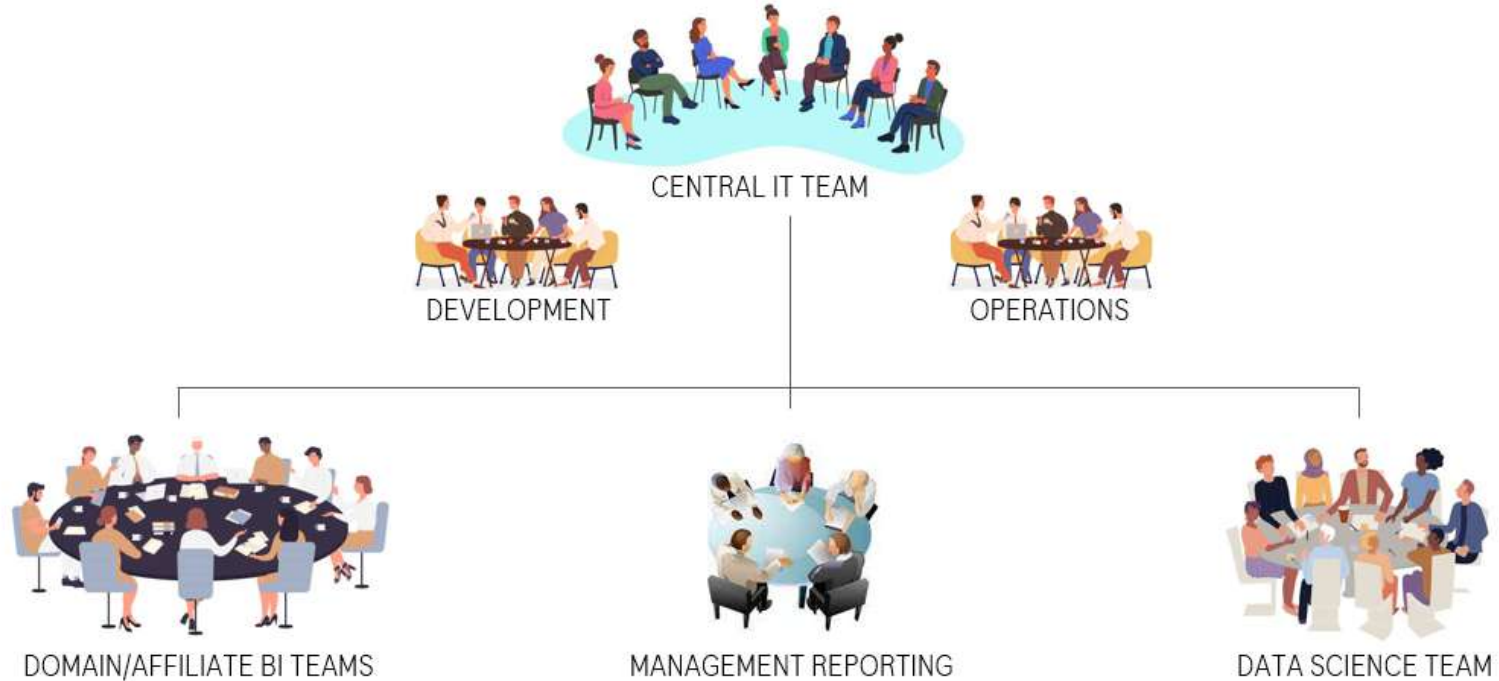 CENTRAL IT TEAM
DEVELOPMENT
OPERATIONS
DOMAIN/AFFILIATE BI TEAMS
MANAGEMENT REPORTING
DATA SCIENCE TEAM